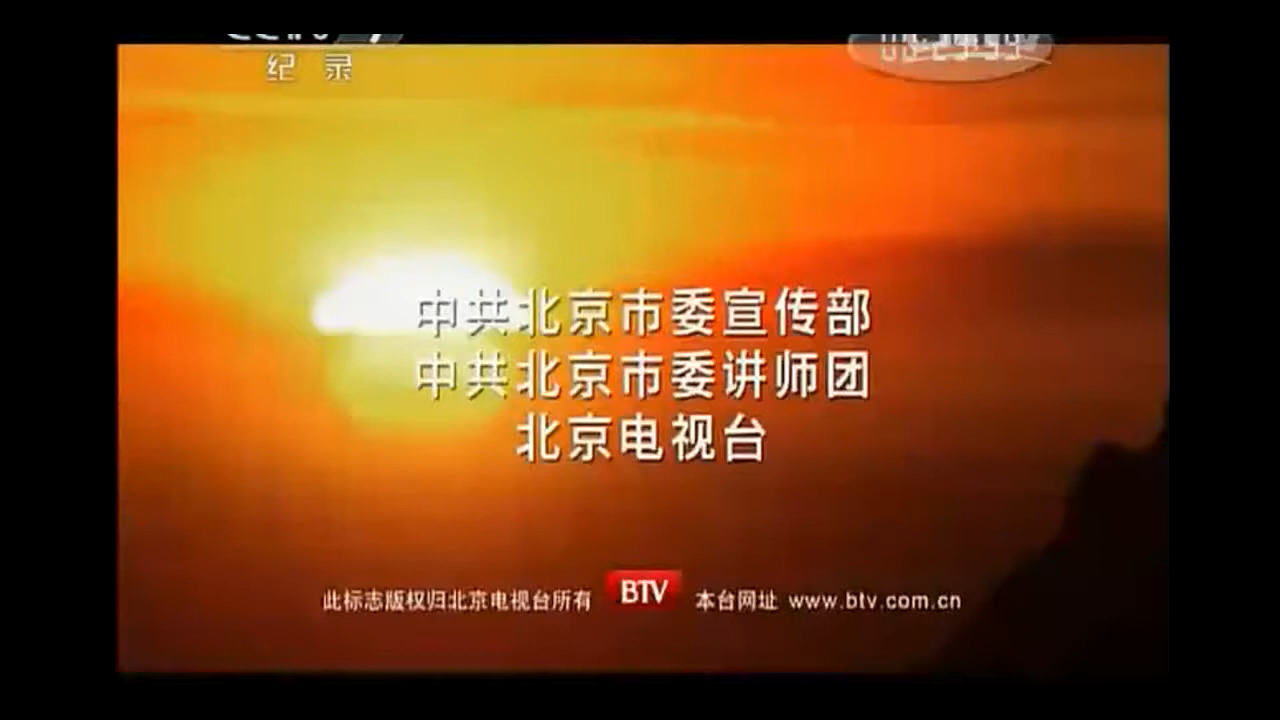 纪 录
中共北京市委宣传部
中共北京市委讲师团
北京电视台
此标志版权归北京电视台所有 BTV 本台网址 www.btv.com.cn